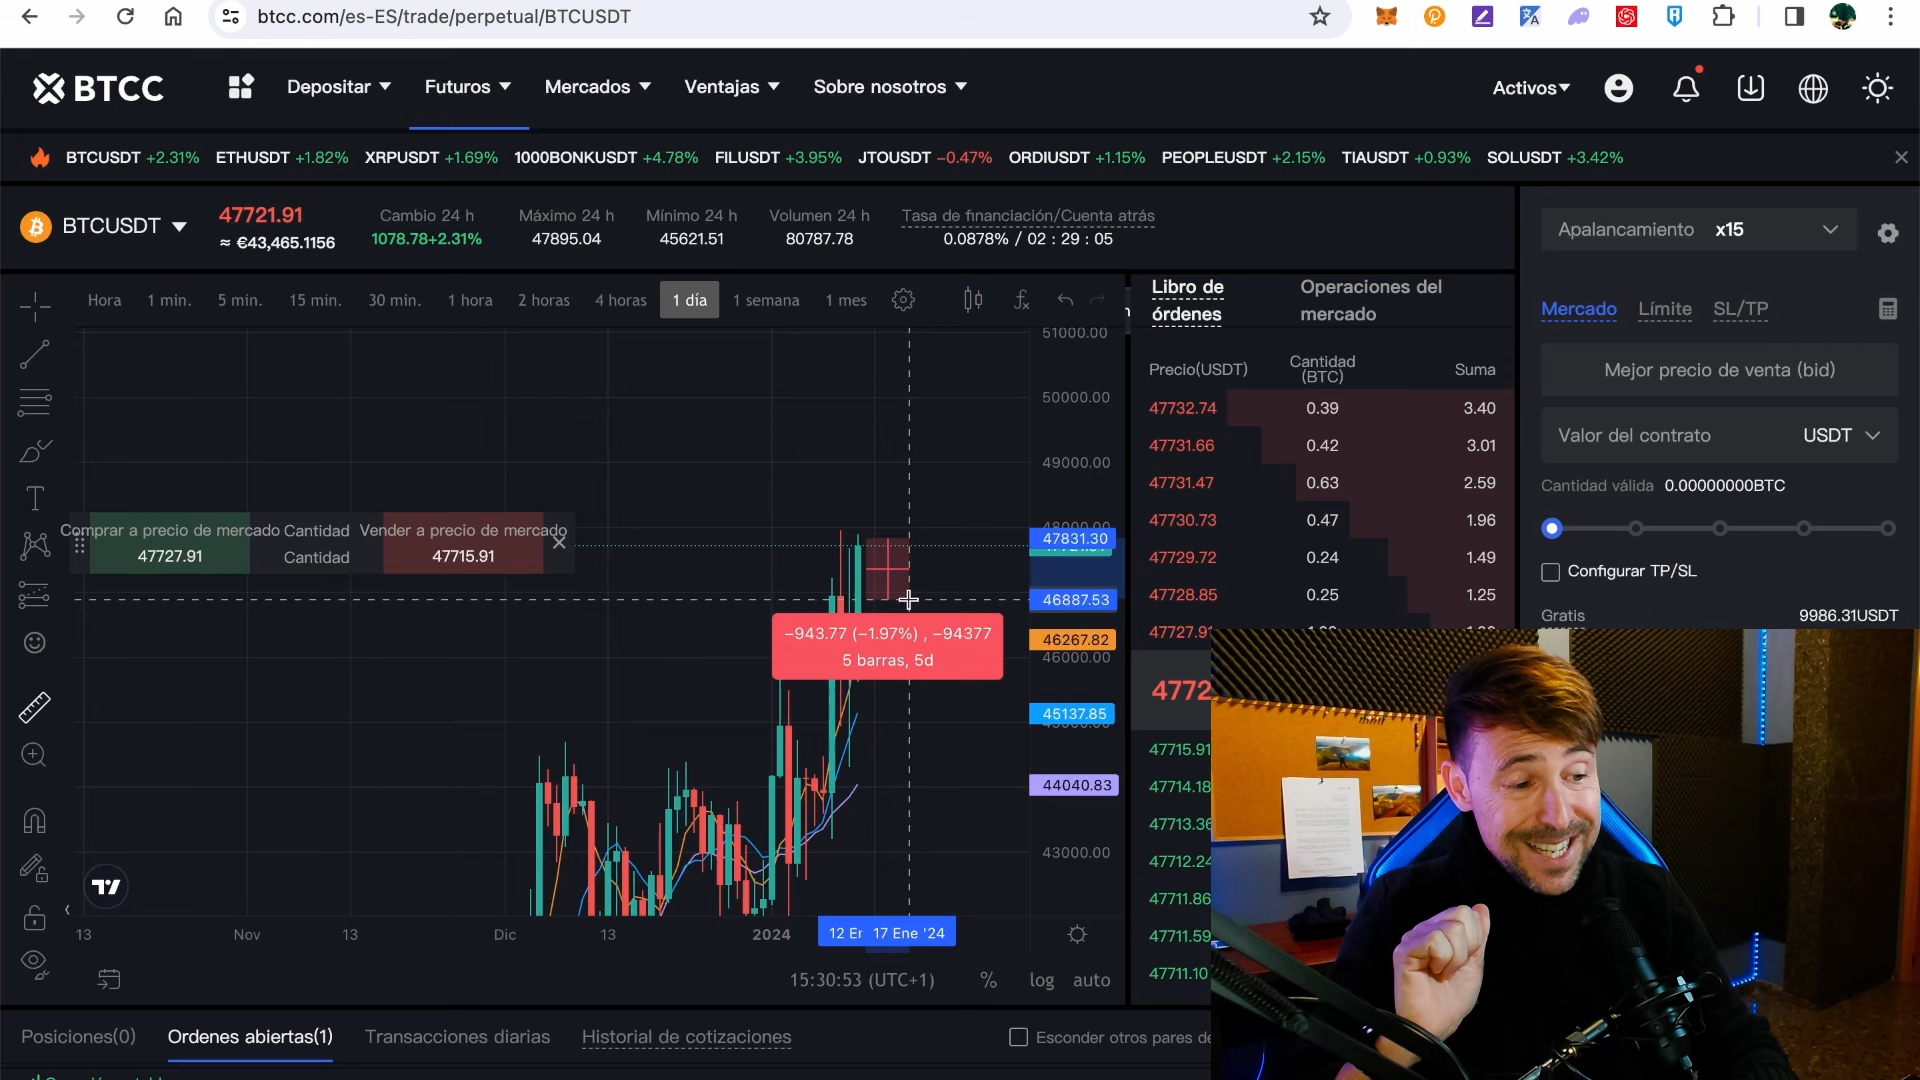 btcc.com/es-ES/trade/perpetual/BTCUSDT
BTCC
Depositar
Futuros
Mercados
Ventajas
Sobre nosotros
Activos
BTCUSDT +2.31% ETHUSDT +1.82% XRPUSDT +1.69% 1000BONKUSDT +4.78% FILUSDT +3.95% JTOUSDT −0.47% ORDIUSDT +1.15% PEOPLEUSDT +2.15% TIAUSDT +0.93% SOLUSDT +3.42%
BTCUSDT
47721.91
≈ €43,465.1156
Cambio 24 h
1078.78+2.31%
Máximo 24 h
47895.04
Mínimo 24 h
45621.51
Volumen 24 h
80787.78
Tasa de financiación/Cuenta atrás
0.0878% / 02 : 29 : 05
Hora 1 min. 5 min. 15 min. 30 min. 1 hora 2 horas 4 horas 1 día 1 semana 1 mes
51000.00
50000.00
49000.00
48000.00
47831.30
46887.53
46267.82
46000.00
45137.85
44040.83
43000.00
Comprar a precio de mercado
47727.91
Cantidad
Cantidad
Vender a precio de mercado
47715.91
−943.77 (−1.97%) , −94377
5 barras, 5d
13 Nov 13 Dic 13 2024 12 Er 17 Ene '24
15:30:53 (UTC+1) % log auto
Libro de
órdenes
Operaciones del
mercado
Precio(USDT) Cantidad
(BTC) Suma
47732.74 0.39 3.40
47731.66 0.42 3.01
47731.47 0.63 2.59
47730.73 0.47 1.96
47729.72 0.24 1.49
47728.85 0.25 1.25
47727.91
4772
47715.91
47714.18
47713.36
47712.24
47711.86
47711.59
47711.10
Apalancamiento x15
Mercado Límite SL/TP
Mejor precio de venta (bid)
Valor del contrato USDT
Cantidad válida 0.00000000BTC
Configurar TP/SL
Gratis 9986.31USDT
Posiciones(0) Ordenes abiertas(1) Transacciones diarias Historial de cotizaciones
Esconder otros pares de